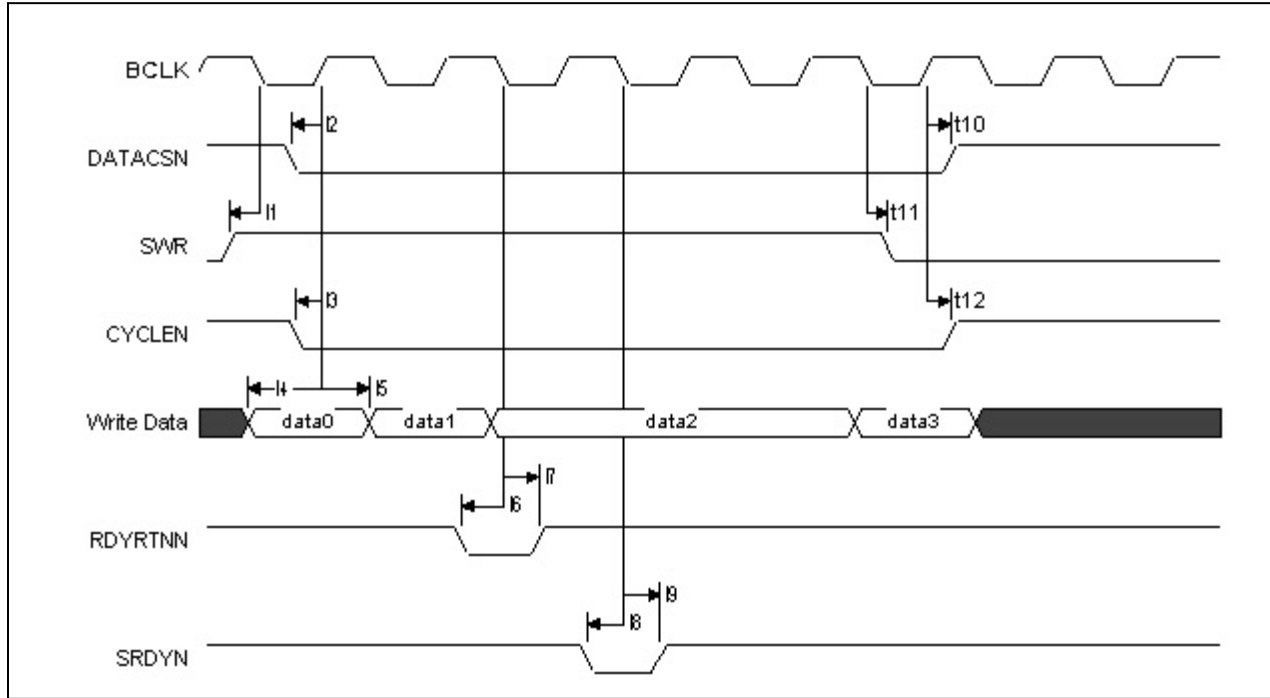 BCLK
t2
t10
DATACSN
t1
t11
SWR
t3
t12
CYCLEN
t4
t5
Write Data
data0
data1
data2
data3
t7
t6
RDYRTNN
t9
t8
SRDYN